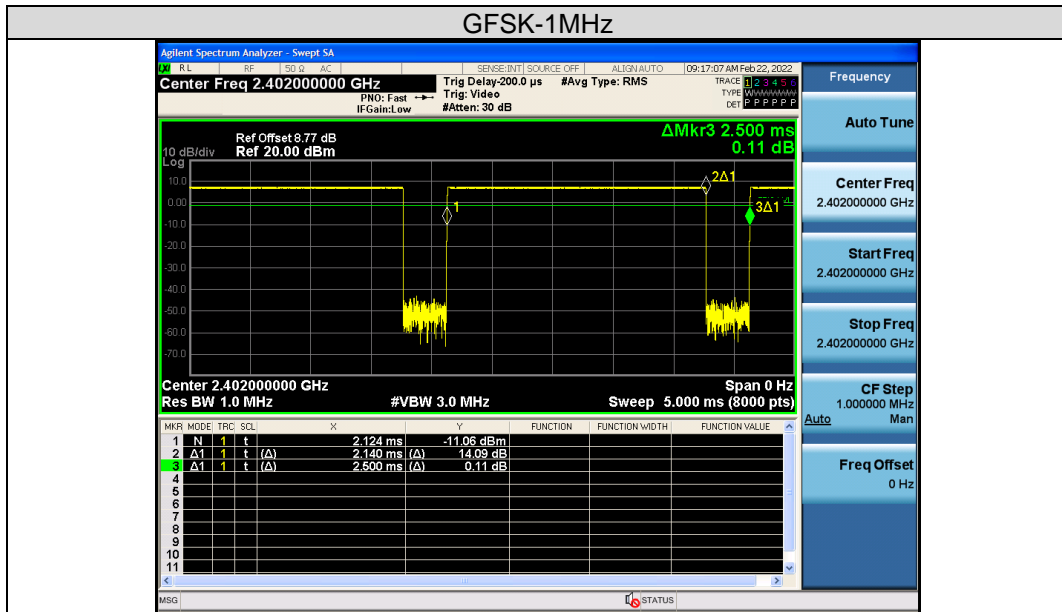 GFSK-1MHz
Agilent Spectrum Analyzer - Swept SA
RL RF 50 Ω AC SENSE:INT SOURCE OFF ALIGN AUTO 09:17:07 AM Feb 22, 2022
Center Freq 2.402000000 GHz
PNO: Fast
IFGain:Low
Trig Delay-200.0 µs
Trig: Video
#Atten: 30 dB
#Avg Type: RMS
TRACE 1 2 3 4 5 6
TYPE WWWWWW
DET P P P P P P
Frequency
Auto Tune
Center Freq
2.402000000 GHz
Start Freq
2.402000000 GHz
Stop Freq
2.402000000 GHz
CF Step
1.000000 MHz
Auto Man
Freq Offset
0 Hz
ΔMkr3 2.500 ms
0.11 dB
Ref Offset 8.77 dB
10 dB/div Ref 20.00 dBm
Log
10.0
0.00
-10.0
-20.0
-30.0
-40.0
-50.0
-60.0
-70.0
1
2Δ1
3Δ1
Center 2.402000000 GHz Span 0 Hz
Res BW 1.0 MHz #VBW 3.0 MHz Sweep 5.000 ms (8000 pts)
MKR MODE TRC SCL X Y FUNCTION FUNCTION WIDTH FUNCTION VALUE
1 N 1 t 2.124 ms -11.06 dBm
2 Δ1 1 t (Δ) 2.140 ms (Δ) 14.09 dB
3 Δ1 1 t (Δ) 2.500 ms (Δ) 0.11 dB
4
5
6
7
8
9
10
11
MSG STATUS